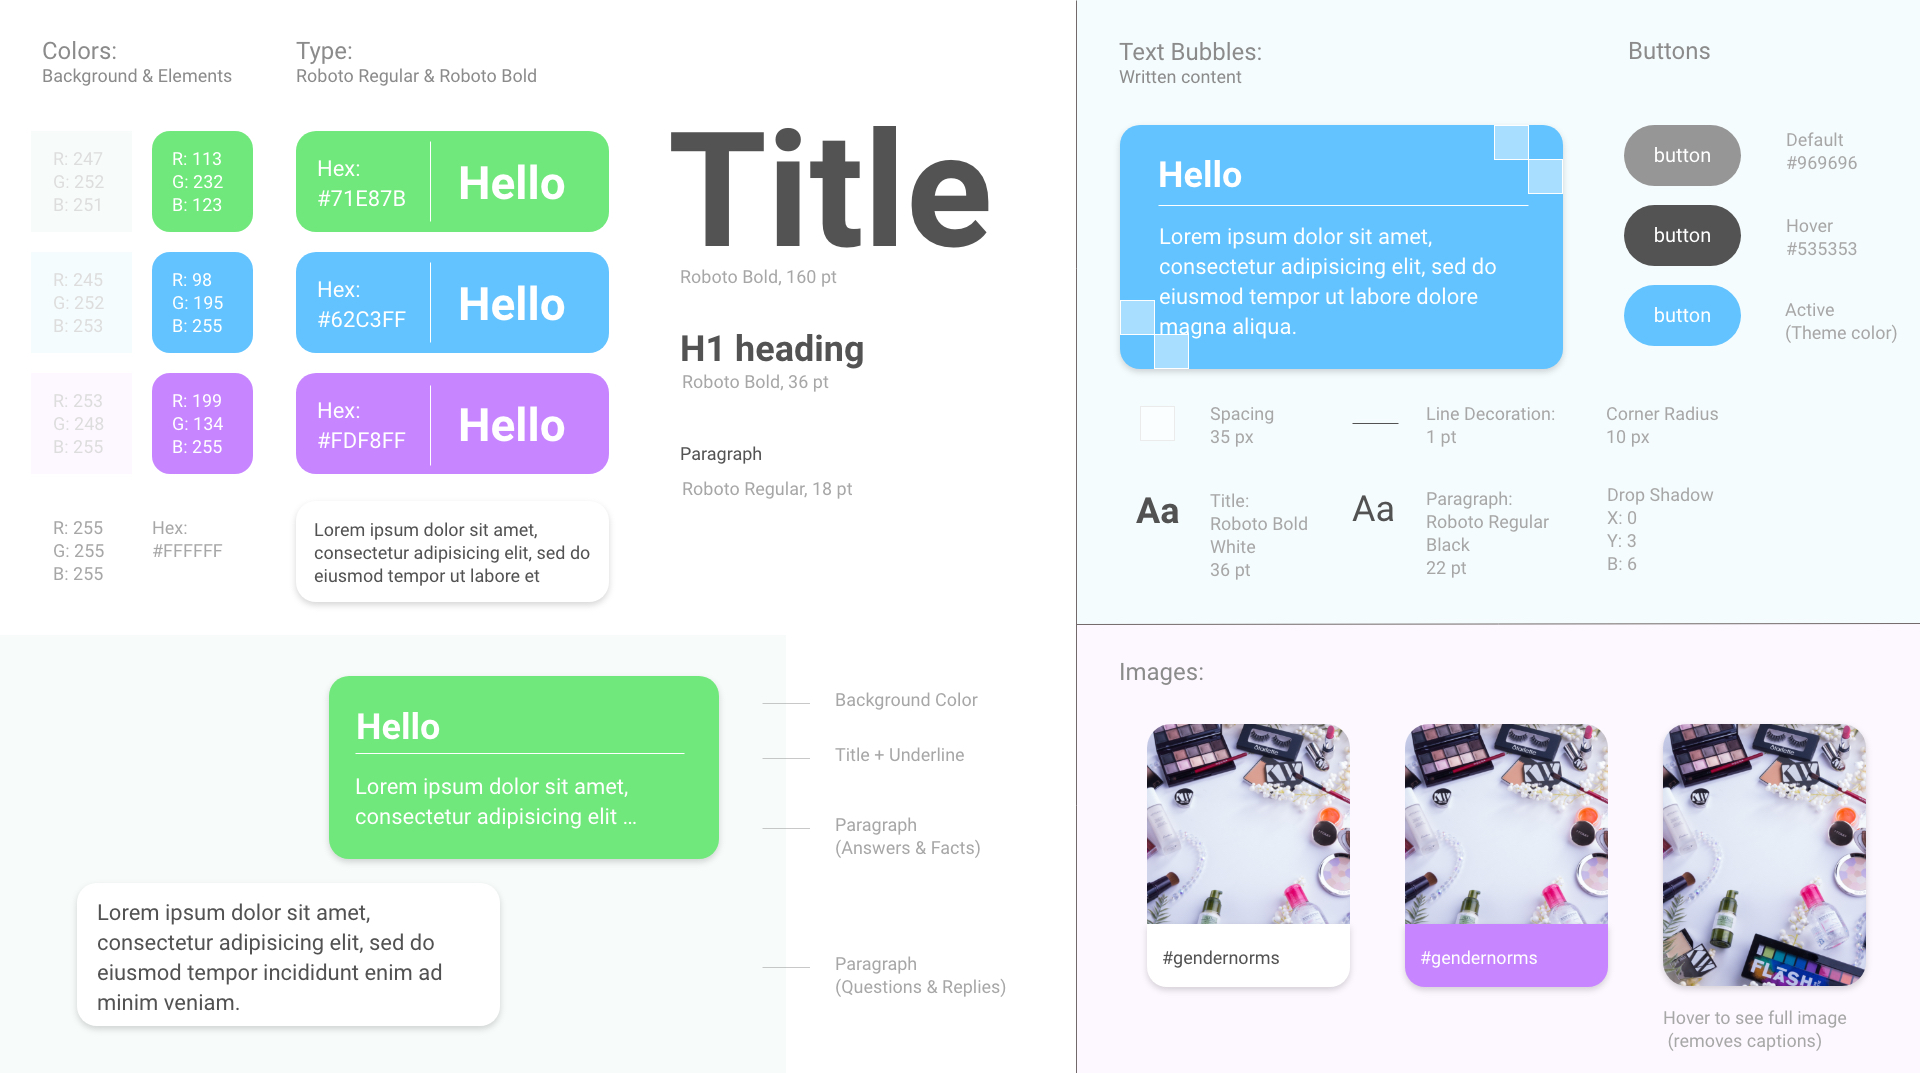 Colors:
Background & Elements
R: 247
G: 252
B: 251
R: 113
G: 232
B: 123
R: 245
G: 252
B: 253
R: 98
G: 195
B: 255
R: 253
G: 248
B: 255
R: 199
G: 134
B: 255
R: 255
G: 255
B: 255
Hex:
#FFFFFF
Type:
Roboto Regular & Roboto Bold
Hex:
#71E87B
Hello
Hex:
#62C3FF
Hello
Hex:
#FDF8FF
Hello
Lorem ipsum dolor sit amet,
consectetur adipisicing elit, sed do
eiusmod tempor ut labore et
Title
Roboto Bold, 160 pt
H1 heading
Roboto Bold, 36 pt
Paragraph
Roboto Regular, 18 pt
Hello
Lorem ipsum dolor sit amet,
consectetur adipisicing elit ...
Lorem ipsum dolor sit amet,
consectetur adipisicing elit, sed do
eiusmod tempor incididunt enim ad
minim veniam.
Background Color
Title + Underline
Paragraph
(Answers & Facts)
Paragraph
(Questions & Replies)
Text Bubbles:
Written content
Hello
Lorem ipsum dolor sit amet,
consectetur adipisicing elit, sed do
eiusmod tempor ut labore dolore
magna aliqua.
Buttons
button
Default
#969696
button
Hover
#535353
button
Active
(Theme color)
Spacing
35 px
Line Decoration:
1 pt
Corner Radius
10 px
Aa
Title:
Roboto Bold
White
36 pt
Aa
Paragraph:
Roboto Regular
Black
22 pt
Drop Shadow
X: 0
Y: 3
B: 6
Images:
Starlette
#gendernorms
Starlette
#gendernorms
Starlette
FLASH
Hover to see full image
(removes captions)